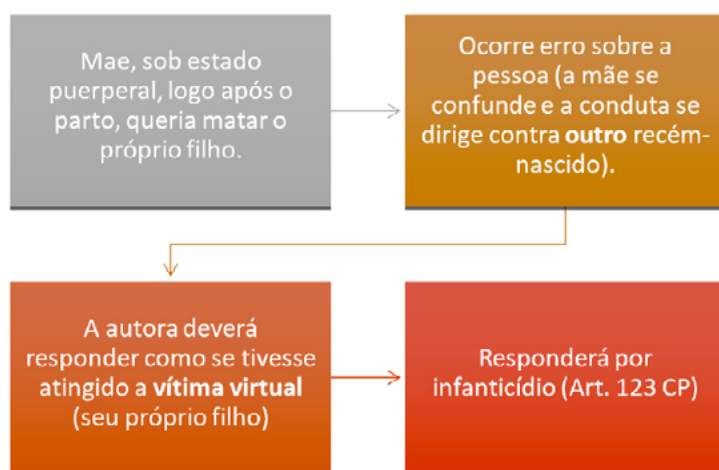 Mae, sob estado
puerperal, logo após o
parto, queria matar o
próprio filho.
Ocorre erro sobre a
pessoa (a mãe se
confunde e a conduta se
dirige contra outro recém-
nascido).
A autora deverá
responder como se tivesse
atingido a vítima virtual
(seu próprio filho)
Responderá por
infanticídio (Art. 123 CP)